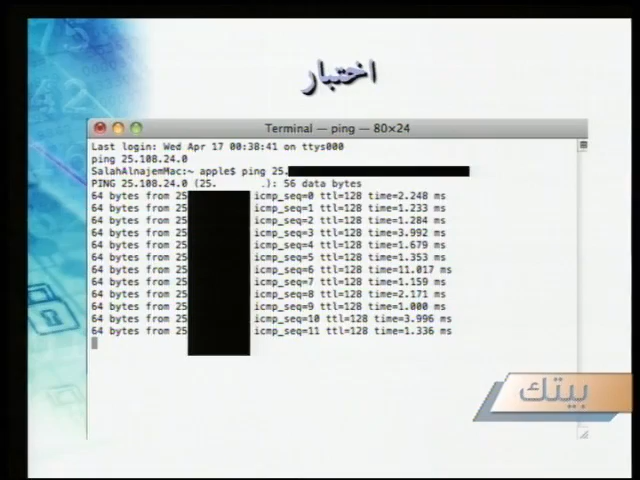 اختبار
Terminal — ping — 80×24
Last login: Wed Apr 17 00:38:41 on ttys000
ping 25.108.24.0
SalahAlnajemMac:~ apple$ ping 25.
PING 25.108.24.0 (25. .): 56 data bytes
64 bytes from 25 icmp_seq=0 ttl=128 time=2.248 ms
64 bytes from 25 icmp_seq=1 ttl=128 time=1.233 ms
64 bytes from 25 icmp_seq=2 ttl=128 time=1.284 ms
64 bytes from 25 icmp_seq=3 ttl=128 time=3.992 ms
64 bytes from 25 icmp_seq=4 ttl=128 time=1.679 ms
64 bytes from 25 icmp_seq=5 ttl=128 time=1.353 ms
64 bytes from 25 icmp_seq=6 ttl=128 time=11.017 ms
64 bytes from 25 icmp_seq=7 ttl=128 time=1.159 ms
64 bytes from 25 icmp_seq=8 ttl=128 time=2.171 ms
64 bytes from 25 icmp_seq=9 ttl=128 time=1.000 ms
64 bytes from 25 icmp_seq=10 ttl=128 time=3.996 ms
64 bytes from 25 icmp_seq=11 ttl=128 time=1.336 ms
بيتك